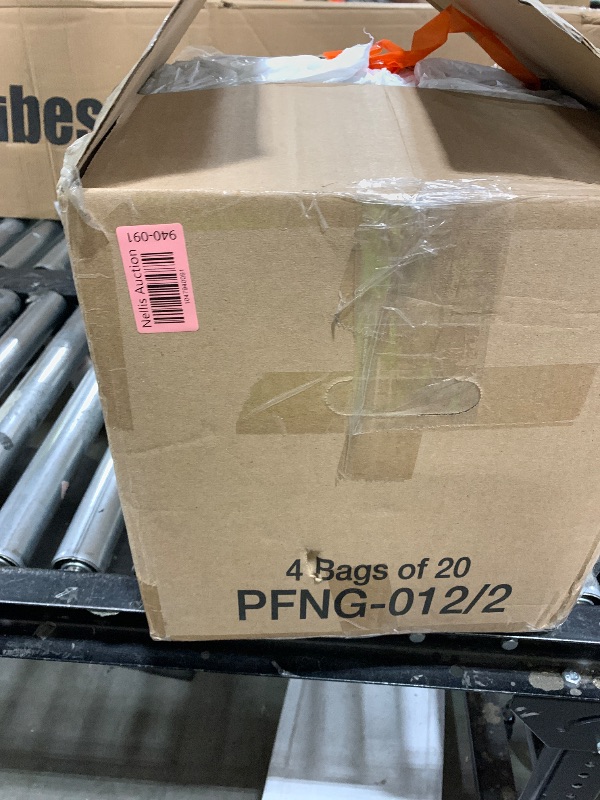 ibes
Nellis Auction
940-091
4 Bags of 20
PFNG-012/2